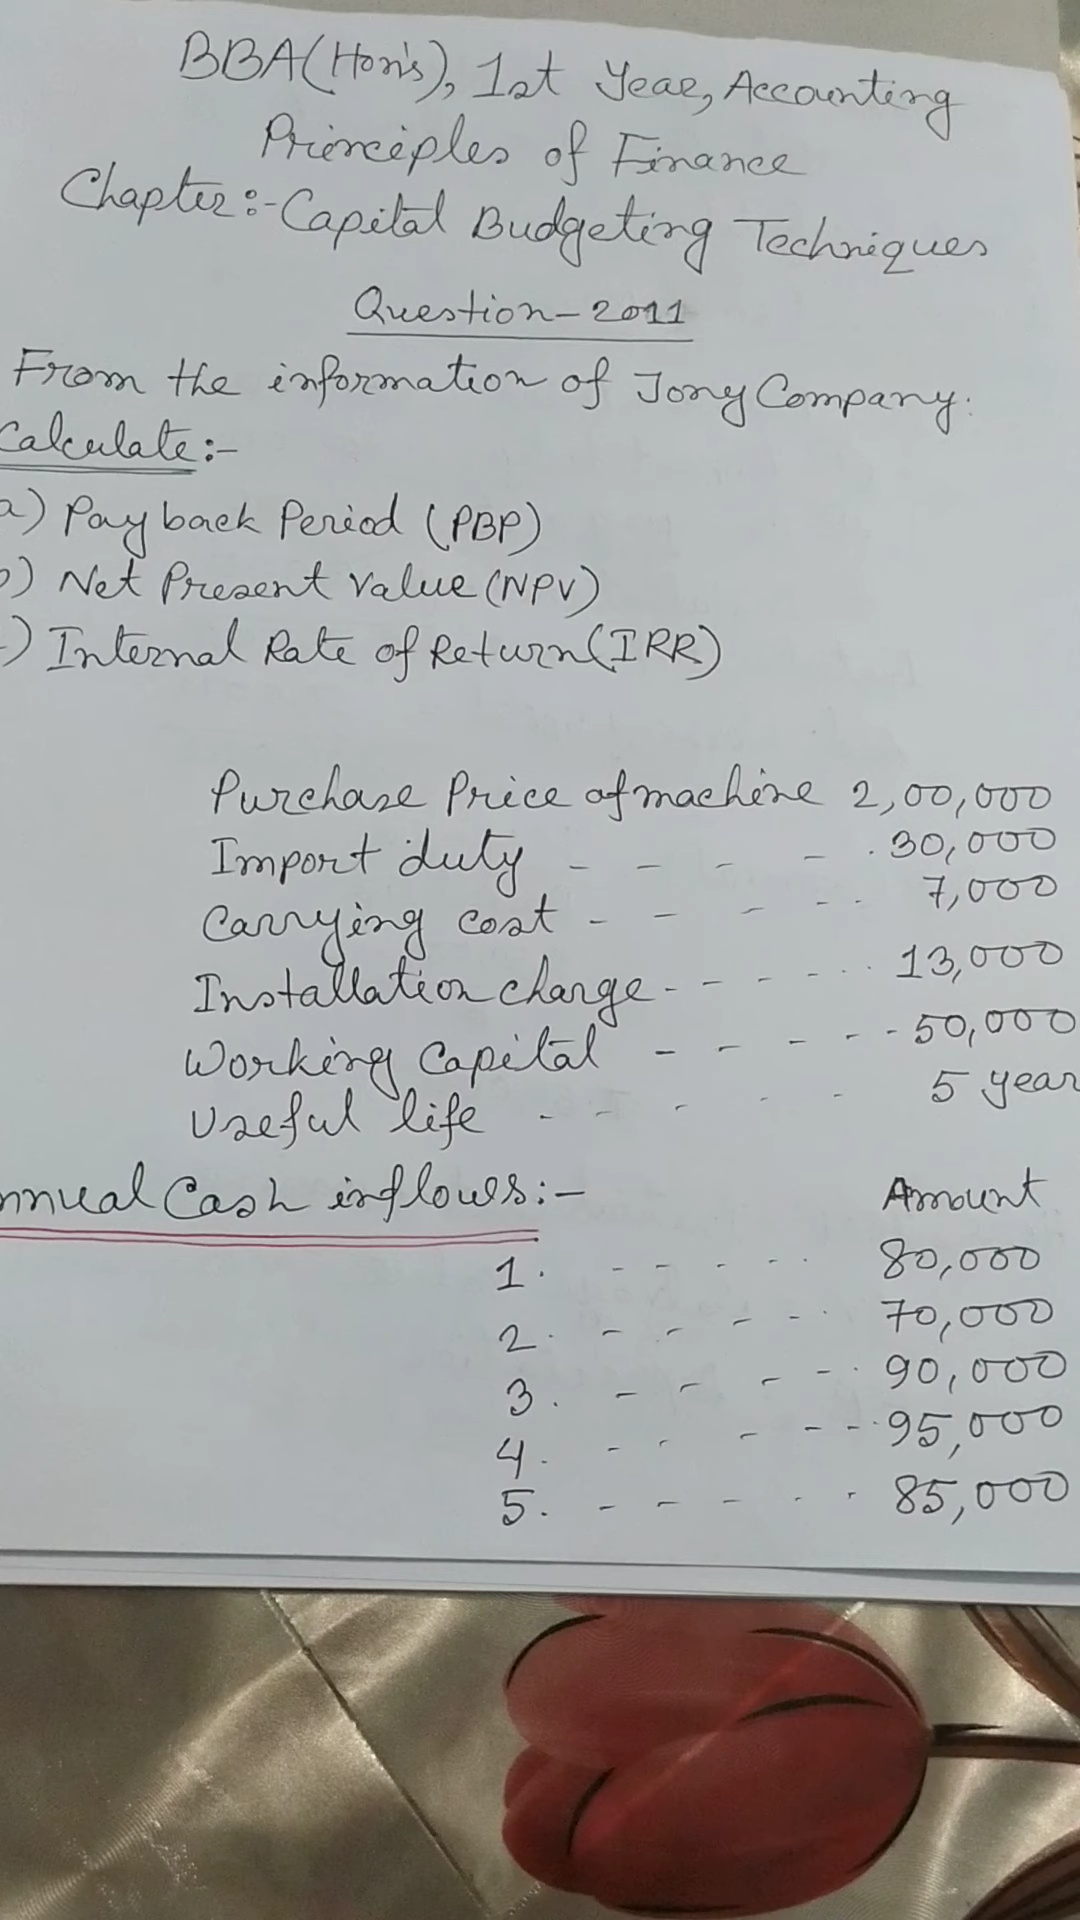 BBA(Hon's), 1st Year, Accounting
Principles of Finance
Chapter:- Capital Budgeting Techniques
Question-2011
From the information of Jony Company.
Calculate:-
a) Pay back Period (PBP)
b) Net Present Value (NPV)
) Internal Rate of Return (IRR)
Purchase Price of machine 2,00,000
Import duty - - - - . 30,000
Carrying cost - - - - - . 7,000
Installation charge - - - - - . . 13,000
Working Capital - - - - - - 50,000
Useful life - - - - - 5 year
nnual Cash inflows:- Amount
1. - - - - - 80,000
2. - - - - . 70,000
3. - - - - . 90,000
4. - - - - - . 95,000
5. - - - - - 85,000